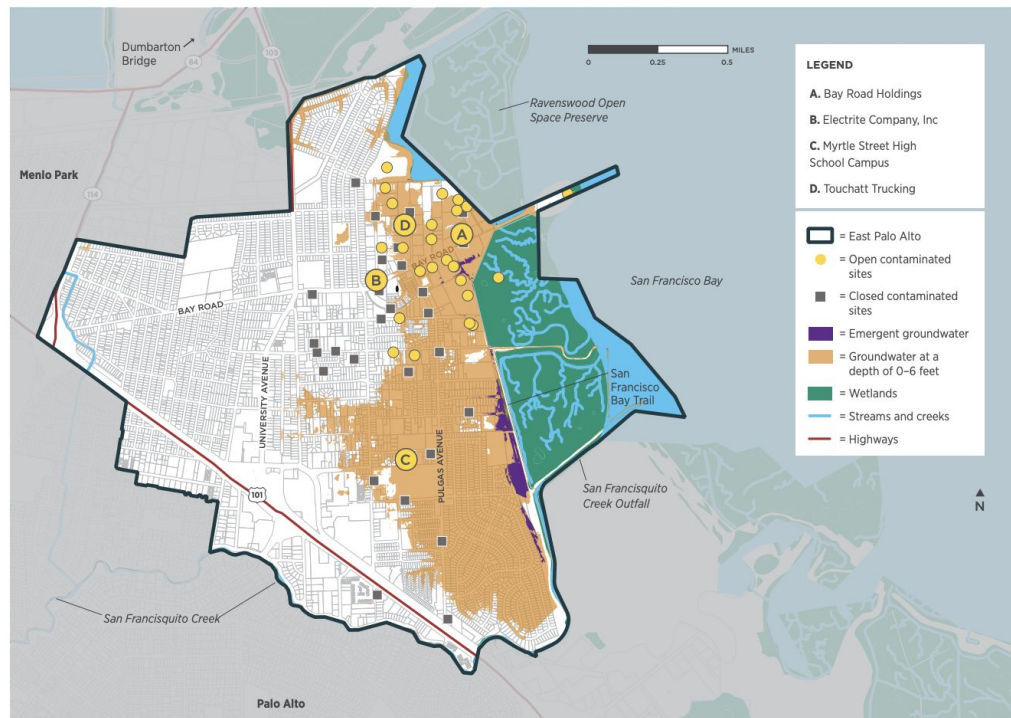 Dumbarton
Bridge
84
109
MILES
0
0.25
0.5
Ravenswood Open
Space Preserve
Menlo Park
114
D
A
BAY ROAD
B
San Francisco Bay
BAY ROAD
UNIVERSITY AVENUE
San
Francisco
Bay Trail
PULGAS AVENUE
C
101
San Francisquito
Creek Outfall
N
San Francisquito Creek
Palo Alto
LEGEND
A. Bay Road Holdings
B. Electrite Company, Inc
C. Myrtle Street High
School Campus
D. Touchatt Trucking
= East Palo Alto
= Open contaminated
sites
= Closed contaminated
sites
= Emergent groundwater
= Groundwater at a
depth of 0–6 feet
= Wetlands
= Streams and creeks
= Highways